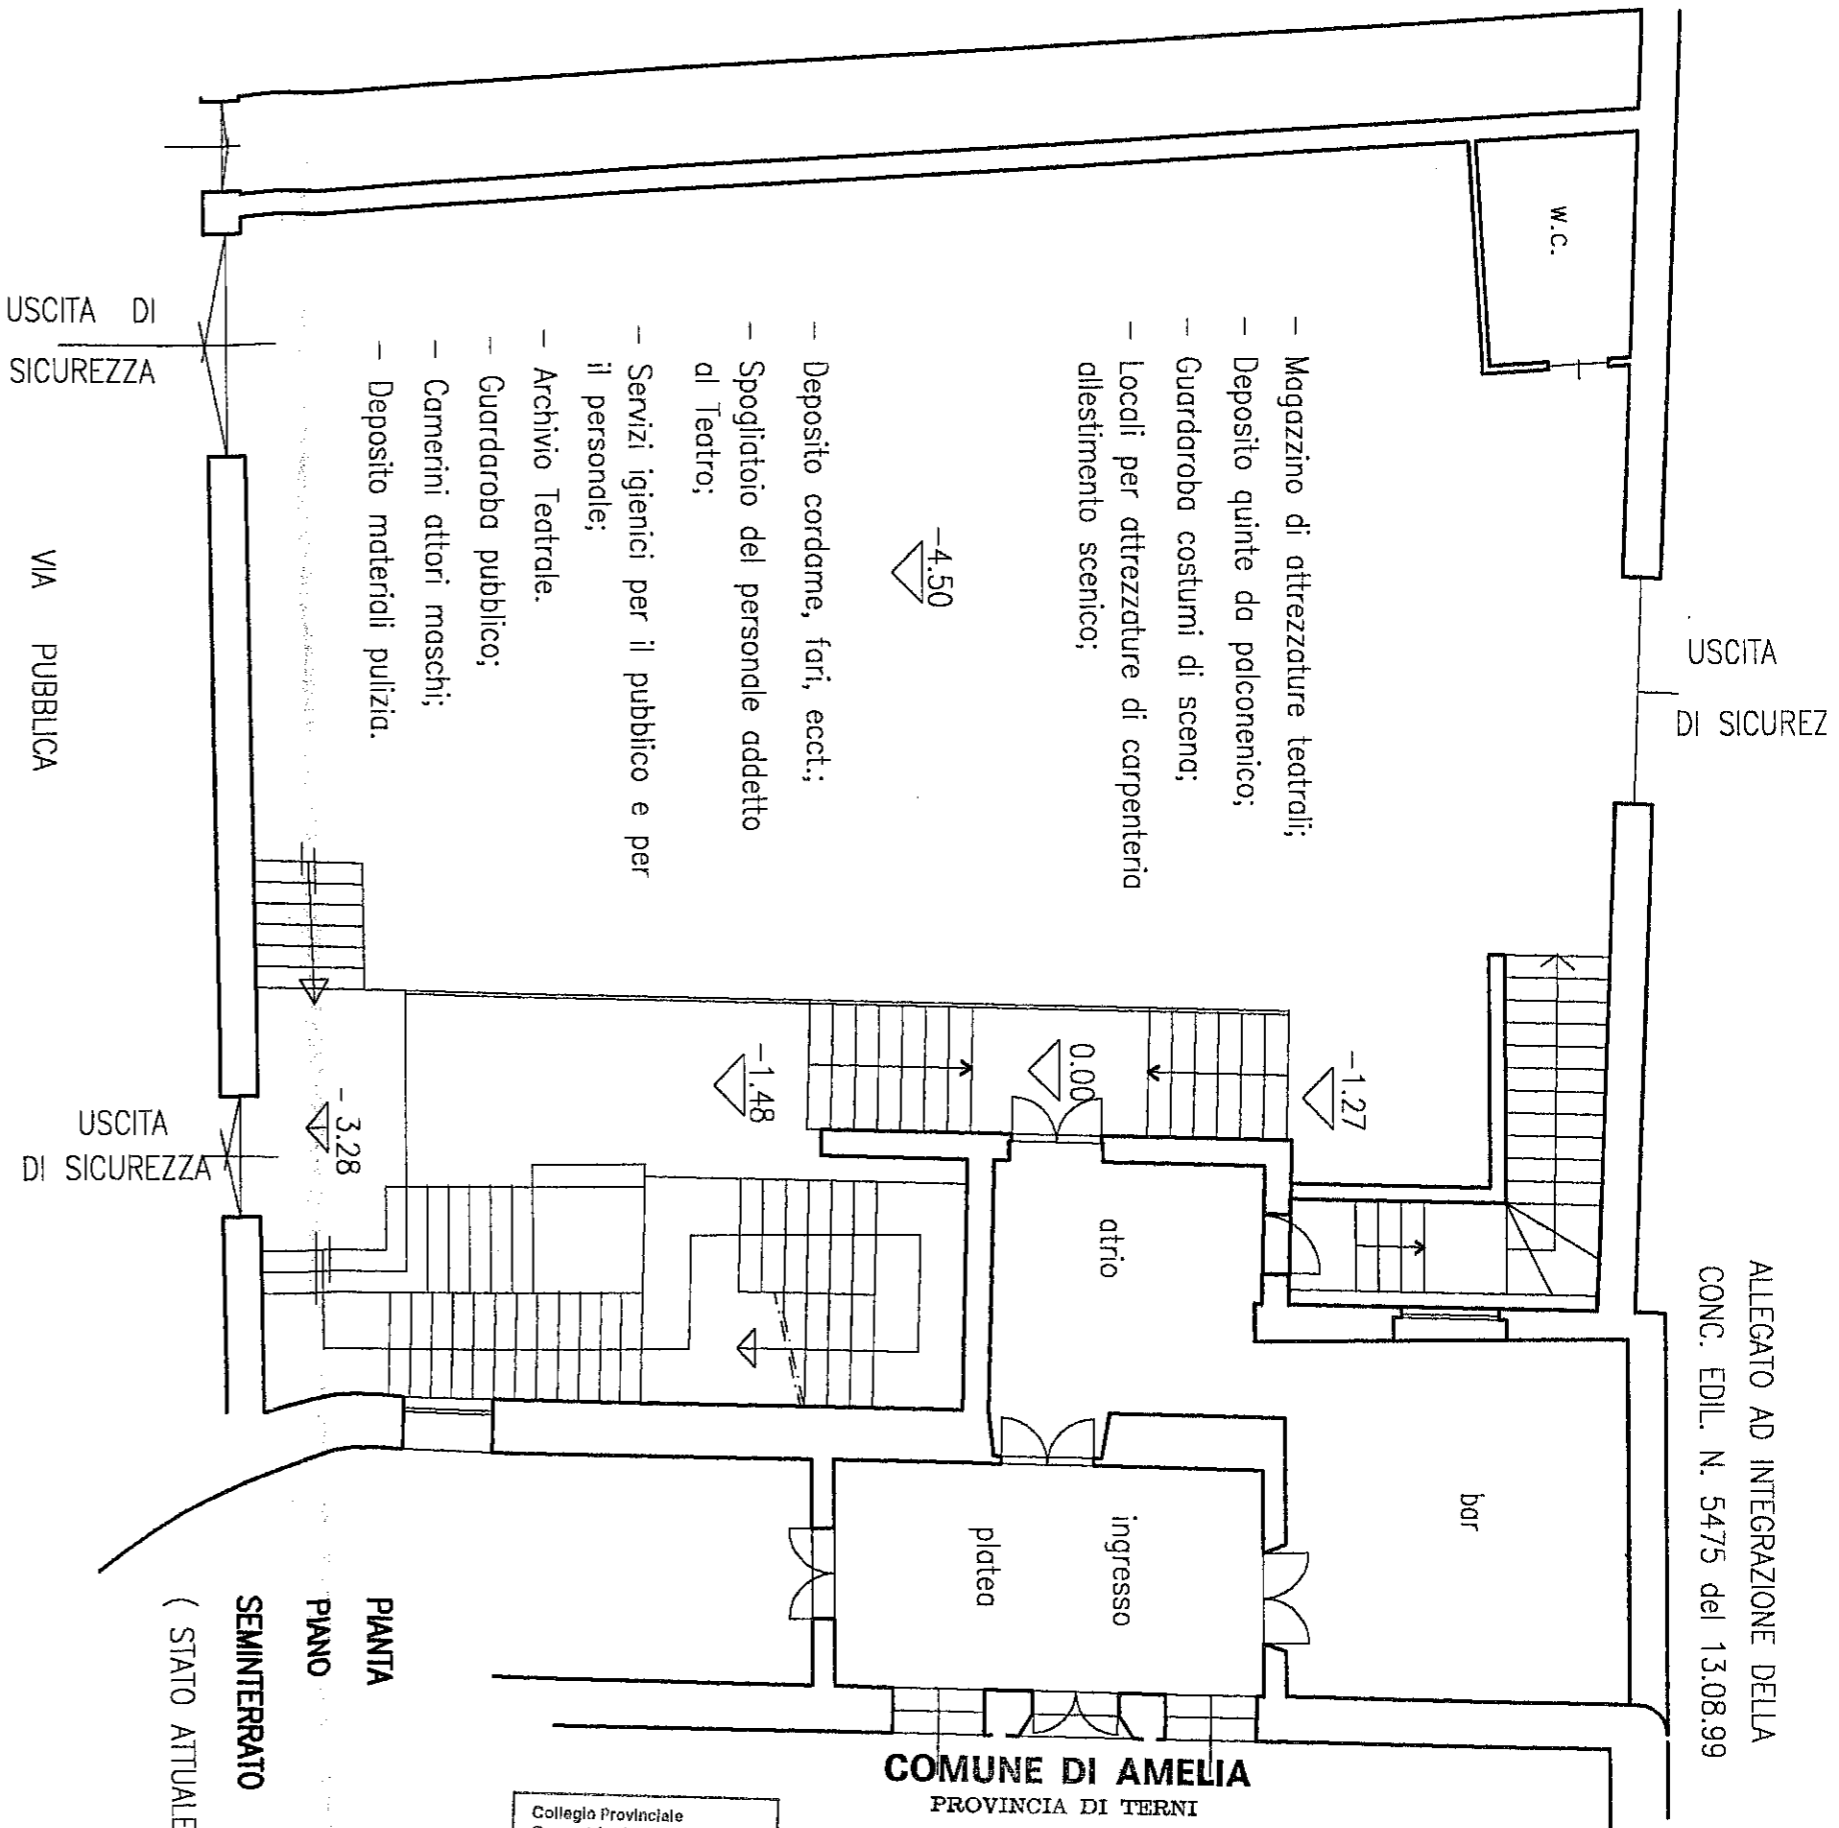 ALLEGATO AD INTEGRAZIONE DELLA
CONC. EDIL. N. 5475 del 13.08.99
w.c.
USCITA DI
SICUREZZA
VIA PUBBLICA
USCITA
DI SICUREZ
- Magazzino di attrezzature teatrali;
- Deposito quinte da palconenico;
- Guardaroba costumi di scena;
- Locali per attrezzature di carpenteria
allestimento scenico;
-4.50
- Deposito cordame, fari, ecct.;
- Spogliatoio del personale addetto
al Teatro;
- Servizi igienici per il pubblico e per
il personale;
- Archivio Teatrale.
- Guardaroba pubblico;
- Camerini attori maschi;
- Deposito materiali pulizia.
-1.27
0.00
-1.48
-3.28
USCITA
DI SICUREZZA
atrio
bar
ingresso
platea
PIANTA
PIANO
SEMINTERRATO
( STATO ATTUALE
COMUNE DI AMELIA
PROVINCIA DI TERNI
Collegio Provinciale